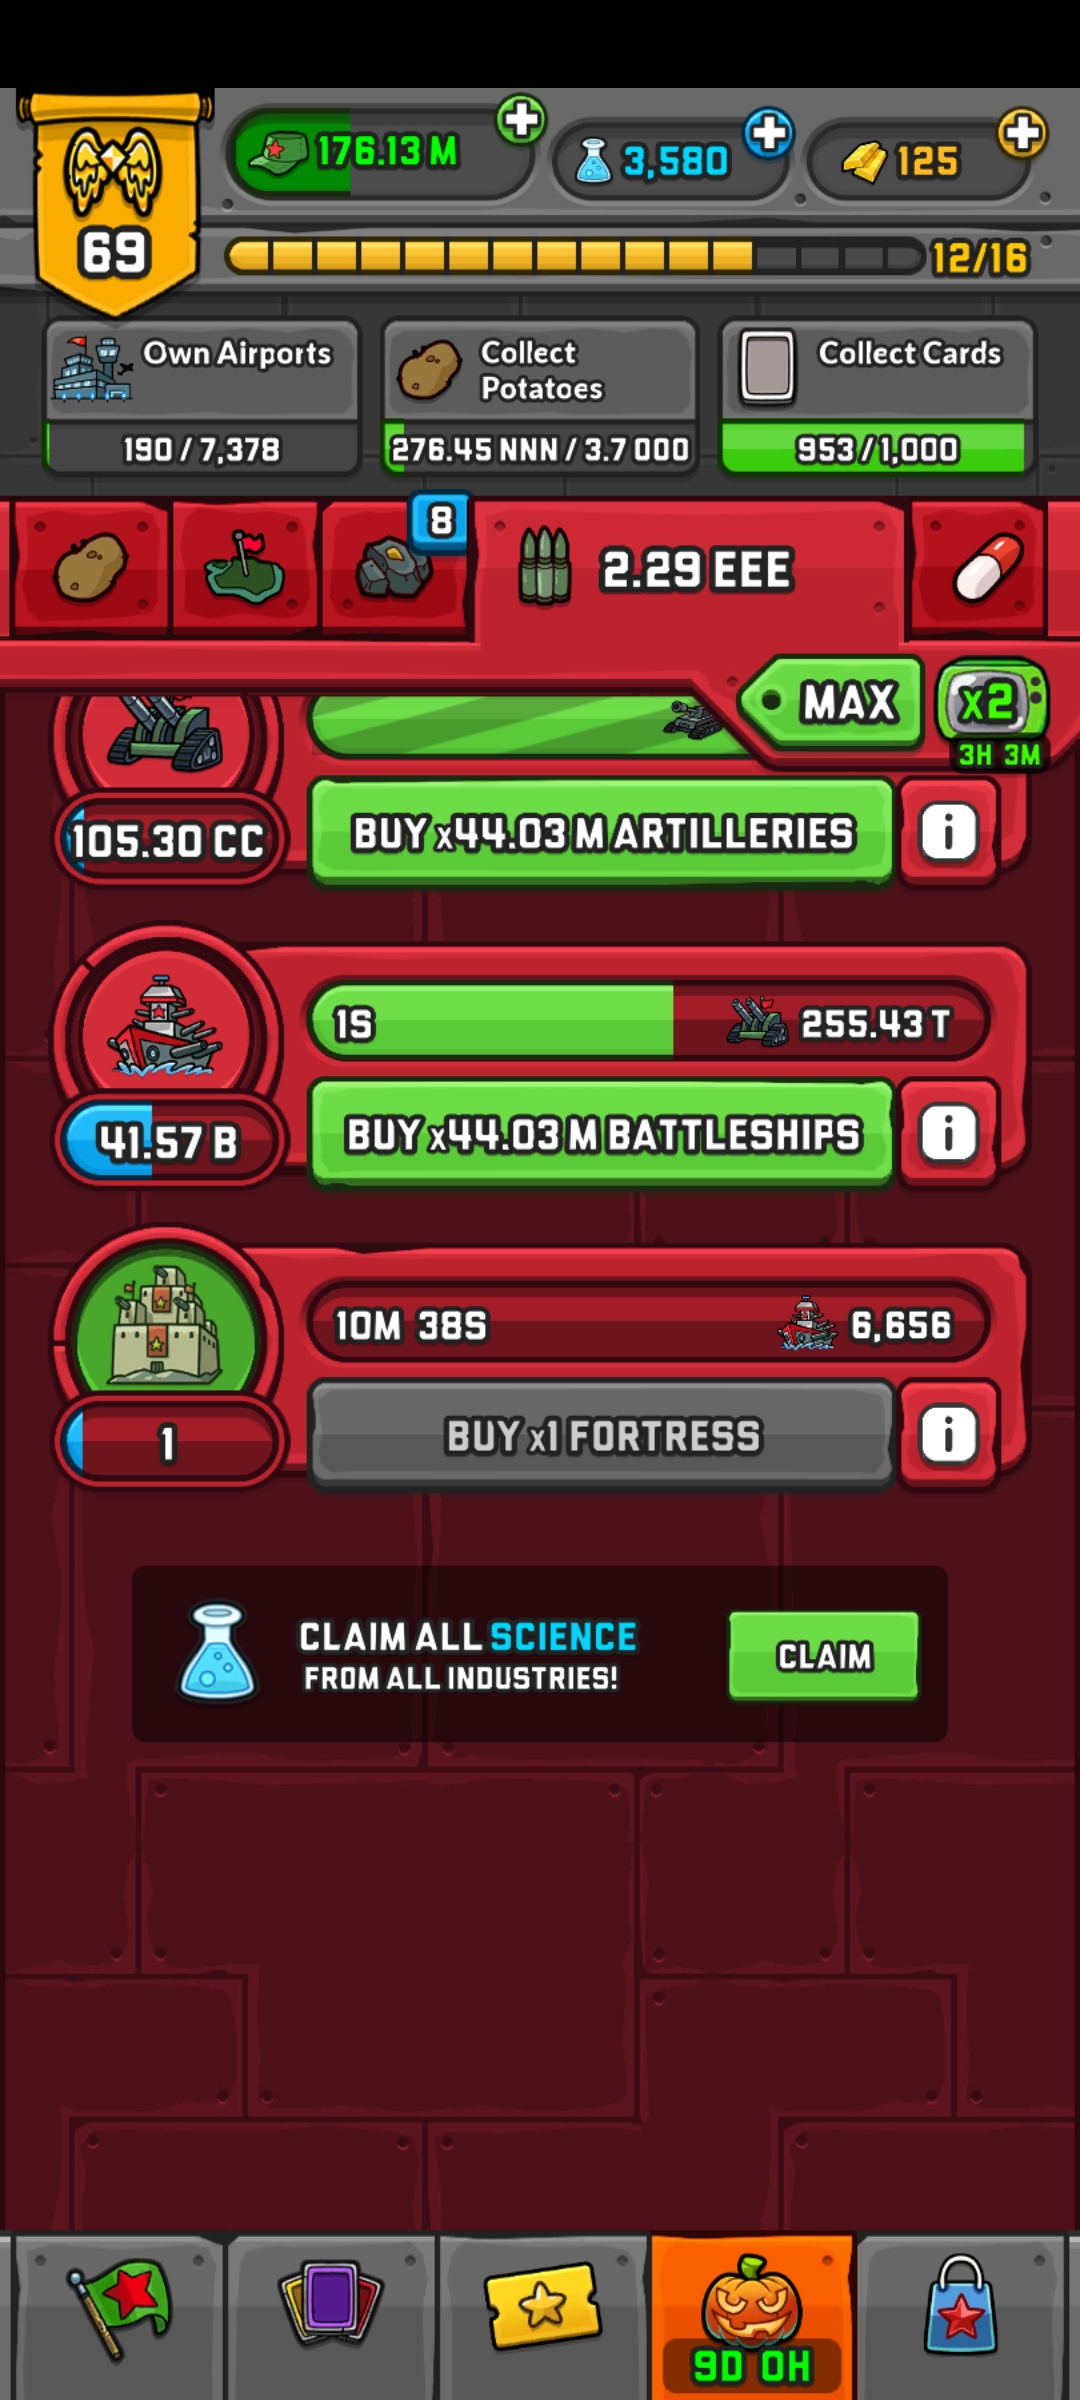 176.13 M
3,580
125
69
12/16
Own Airports
Collect
Potatoes
Collect Cards
190 / 7,378
276.45 NNN / 3.7 OOO
953 / 1,000
8
2.29 EEE
MAX
x2
3H 3M
105.30 CC
BUY x44.03 M ARTILLERIES
i
1S
255.43 T
41.57 B
BUY x44.03 M BATTLESHIPS
i
10M 38S
6,656
1
BUY x1 FORTRESS
i
CLAIM ALL SCIENCE
FROM ALL INDUSTRIES!
CLAIM
9D 0H